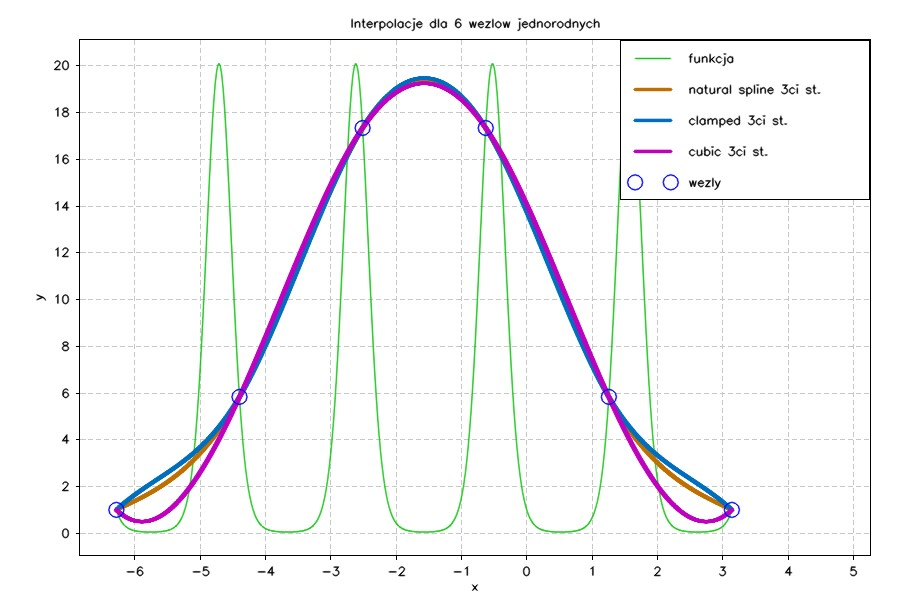 Interpolacje dla 6 wezlow jednorodnych
funkcja
natural spline 3ci st.
clamped 3ci st.
cubic 3ci st.
wezly
20
18
16
14
12
10
8
6
4
2
0
y
-6 -5 -4 -3 -2 -1 0 1 2 3 4 5
x